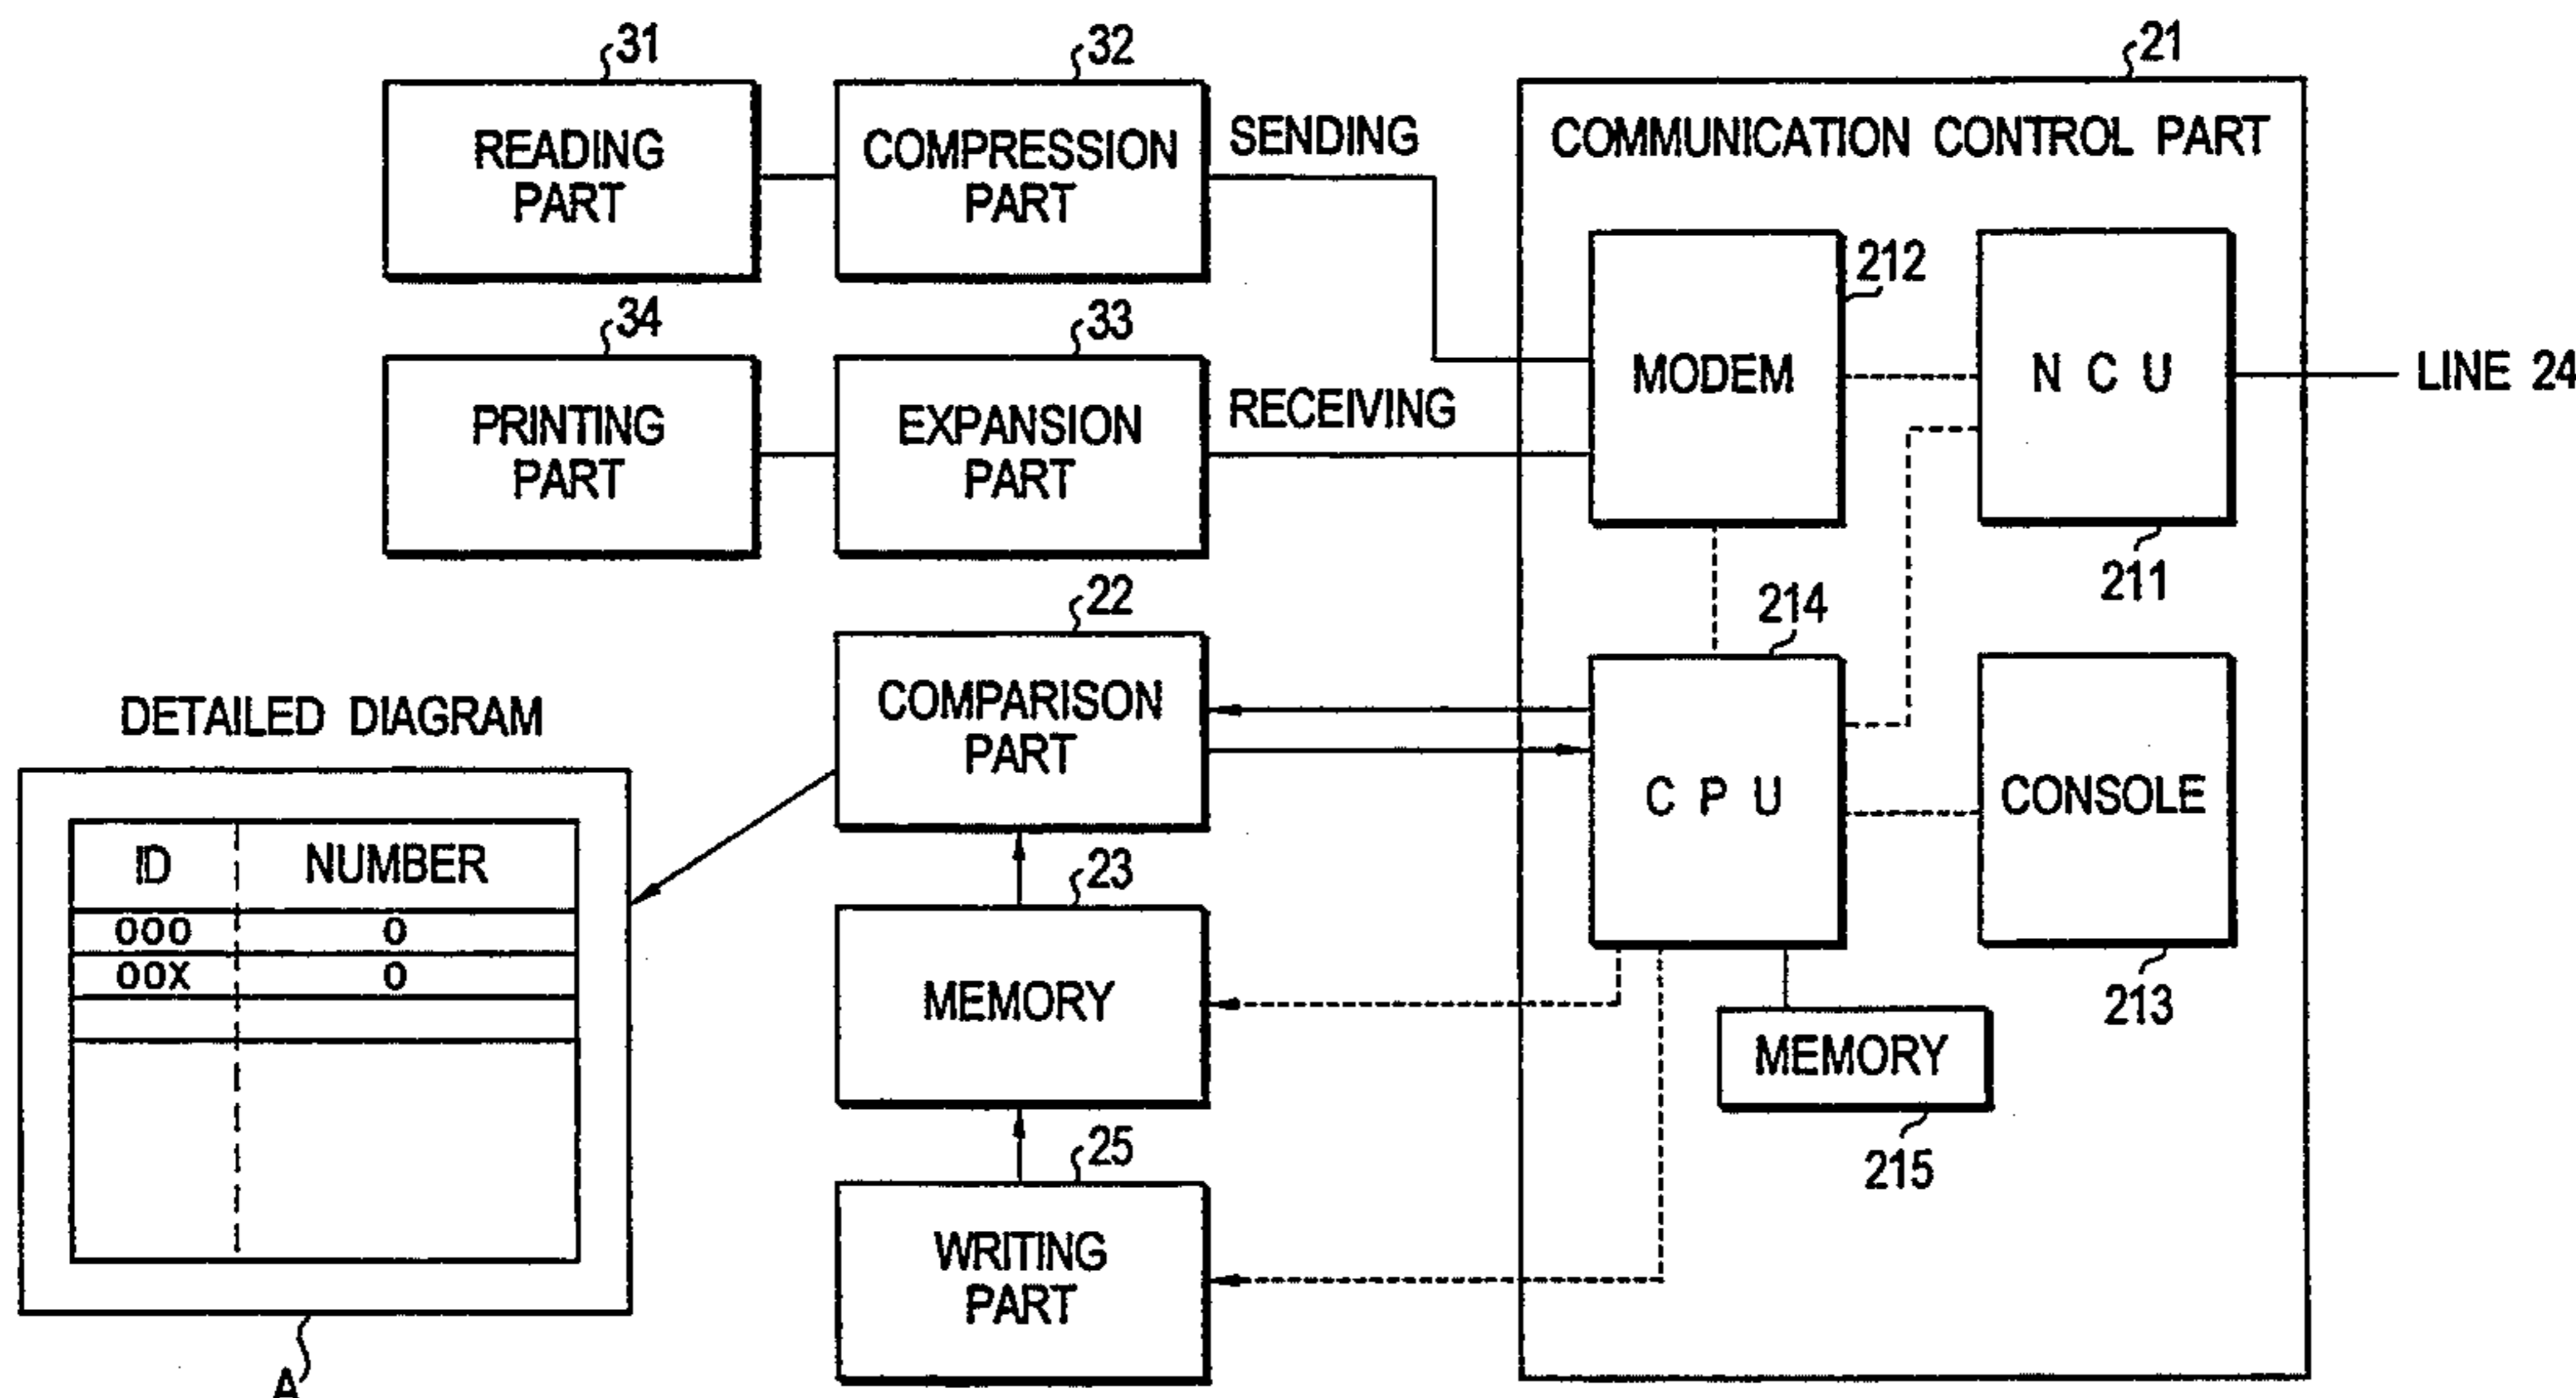 31
32
21
READING
PART
COMPRESSION
PART
SENDING
COMMUNICATION CONTROL PART
34
33
212
PRINTING
PART
EXPANSION
PART
RECEIVING
MODEM
N C U
LINE 24
211
22
214
COMPARISON
PART
C P U
CONSOLE
DETAILED DIAGRAM
ID NUMBER
000 0
00X 0
23
MEMORY
213
MEMORY
215
25
WRITING
PART
A